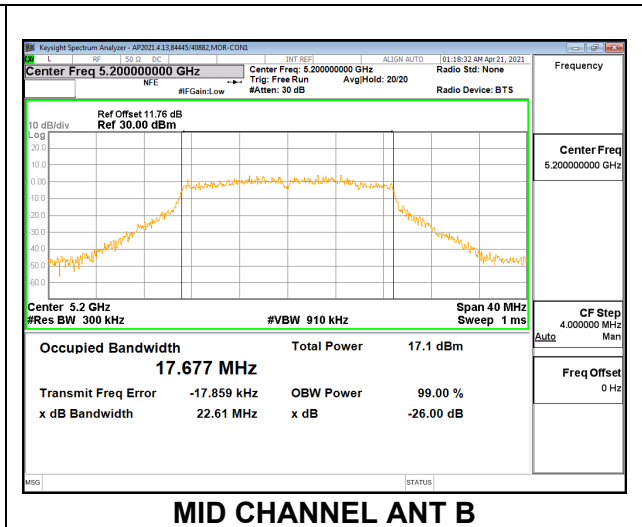 Keysight Spectrum Analyzer - AP2021.4.13,84445/40882,MOR-CON1
LXI L RF 50 Ω DC INT REF ALIGN AUTO 01:18:32 AM Apr 21, 2021
Center Freq 5.200000000 GHz Center Freq: 5.200000000 GHz Radio Std: None Frequency
NFE Trig: Free Run Avg|Hold: 20/20
#IFGain:Low #Atten: 30 dB Radio Device: BTS
Ref Offset 11.76 dB
10 dB/div Ref 30.00 dBm
Log
20.0
10.0
0.00
-10.0
-20.0
-30.0
-40.0
-50.0
-60.0
Center Freq
5.200000000 GHz
Center 5.2 GHz Span 40 MHz
#Res BW 300 kHz #VBW 910 kHz Sweep 1 ms
CF Step
4.000000 MHz
Auto Man
Occupied Bandwidth Total Power 17.1 dBm
17.677 MHz
Freq Offset
0 Hz
Transmit Freq Error -17.859 kHz OBW Power 99.00 %
x dB Bandwidth 22.61 MHz x dB -26.00 dB
MSG STATUS
MID CHANNEL ANT B